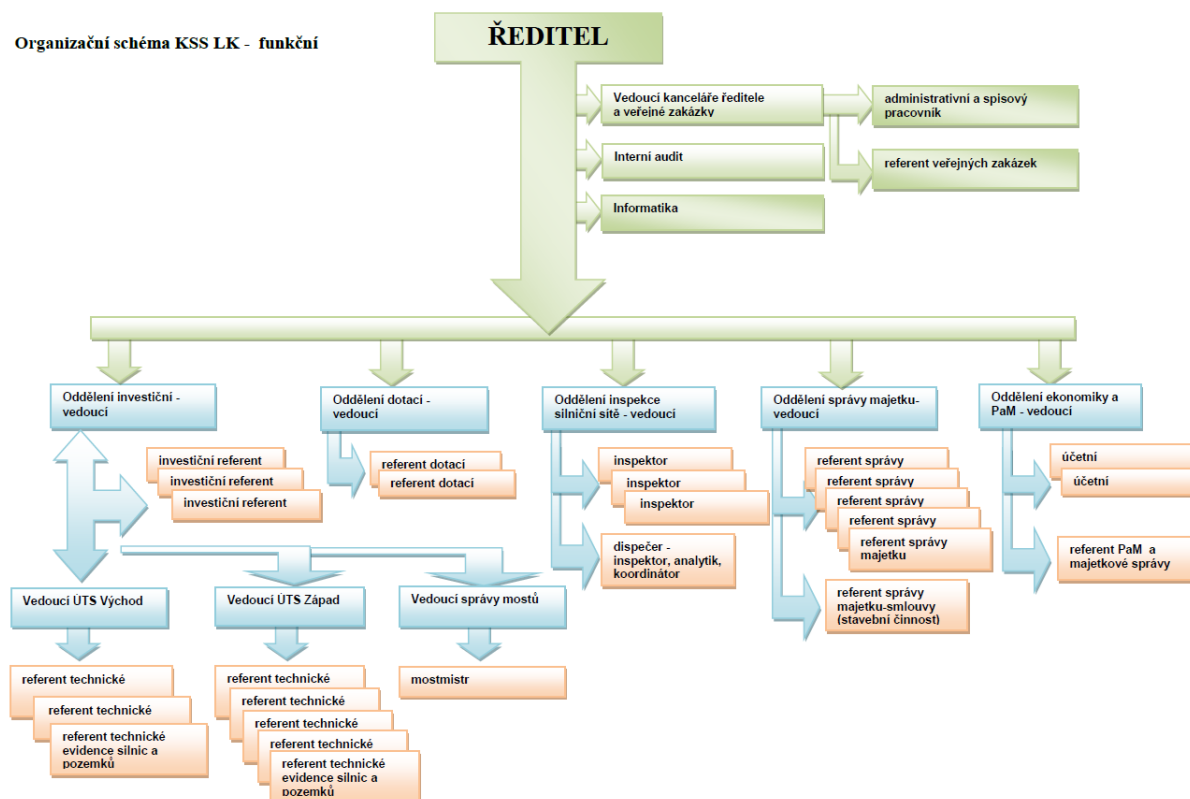 Organizační schéma KSS LK - funkční
ŘEDITEL
Vedoucí kanceláře ředitele
a veřejné zakázky
administrativní a spisový
pracovník
Interní audit
referent veřejných zakázek
Informatika
Oddělení investiční -
vedoucí
Oddělení dotací -
vedoucí
Oddělení inspekce
silniční sítě - vedoucí
Oddělení správy majetku-
vedoucí
Oddělení ekonomiky a
PaM - vedoucí
investiční referent
investiční referent
investiční referent
referent dotací
referent dotací
inspektor
inspektor
inspektor
dispečer -
inspektor, analytik,
koordinátor
referent správy
referent správy
referent správy
referent správy
referent správy
majetku
referent správy
majetku-smlouvy
(stavební činnost)
účetní
účetní
referent PaM a
majetkové správy
Vedoucí ÚTS Východ
Vedoucí ÚTS Západ
Vedoucí správy mostů
referent technické
referent technické
referent technické
evidence silnic a
pozemků
referent technické
referent technické
referent technické
referent technické
referent technické
evidence silnic a
pozemků
mostmistr